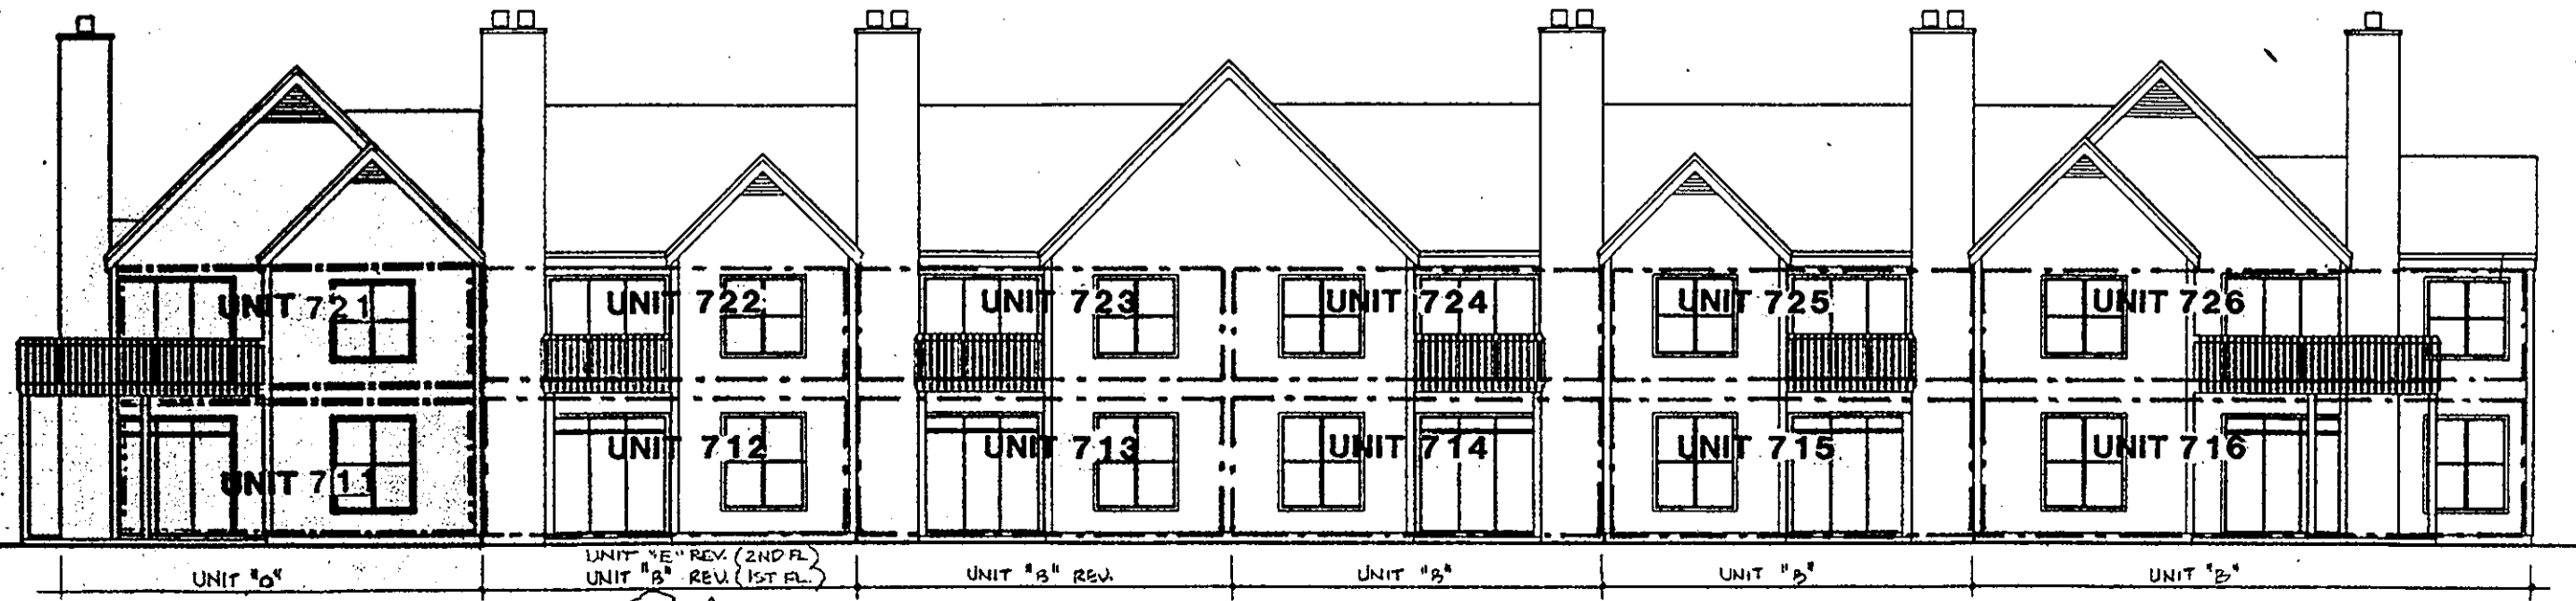 UNIT 721
UNIT 722
UNIT 723
UNIT 724
UNIT 725
UNIT 726
UNIT 711
UNIT 712
UNIT 713
UNIT 714
UNIT 715
UNIT 716
UNIT "D"
UNIT "E" REV. (2ND FL.)
UNIT "B" REV. (1ST FL.)
UNIT "B" REV.
UNIT "B"
UNIT "B"
UNIT "B"